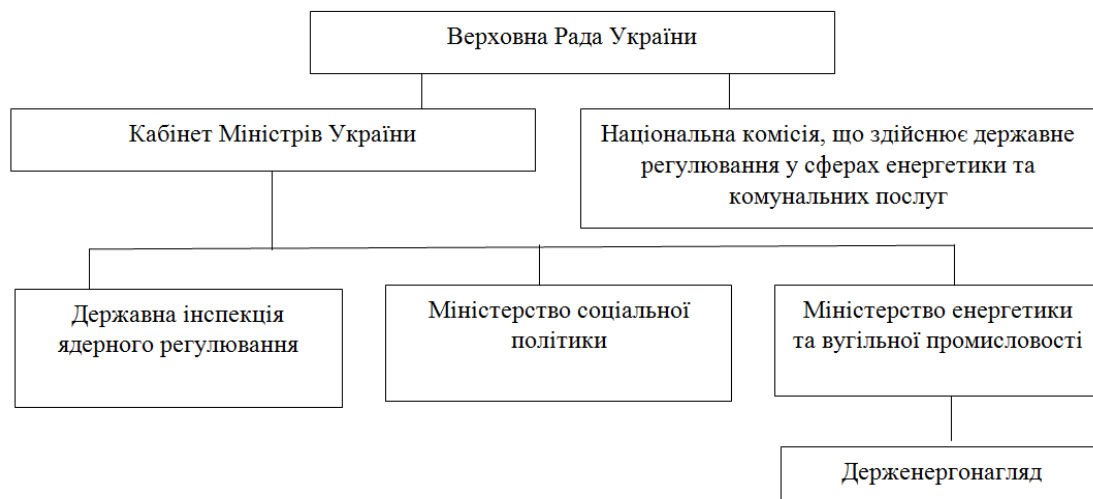 Верховна Рада України
Кабінет Міністрів України
Національна комісія, що здійснює державне
регулювання у сферах енергетики та
комунальних послуг
Державна інспекція
ядерного регулювання
Міністерство соціальної
політики
Міністерство енергетики
та вугільної промисловості
Держенергонагляд